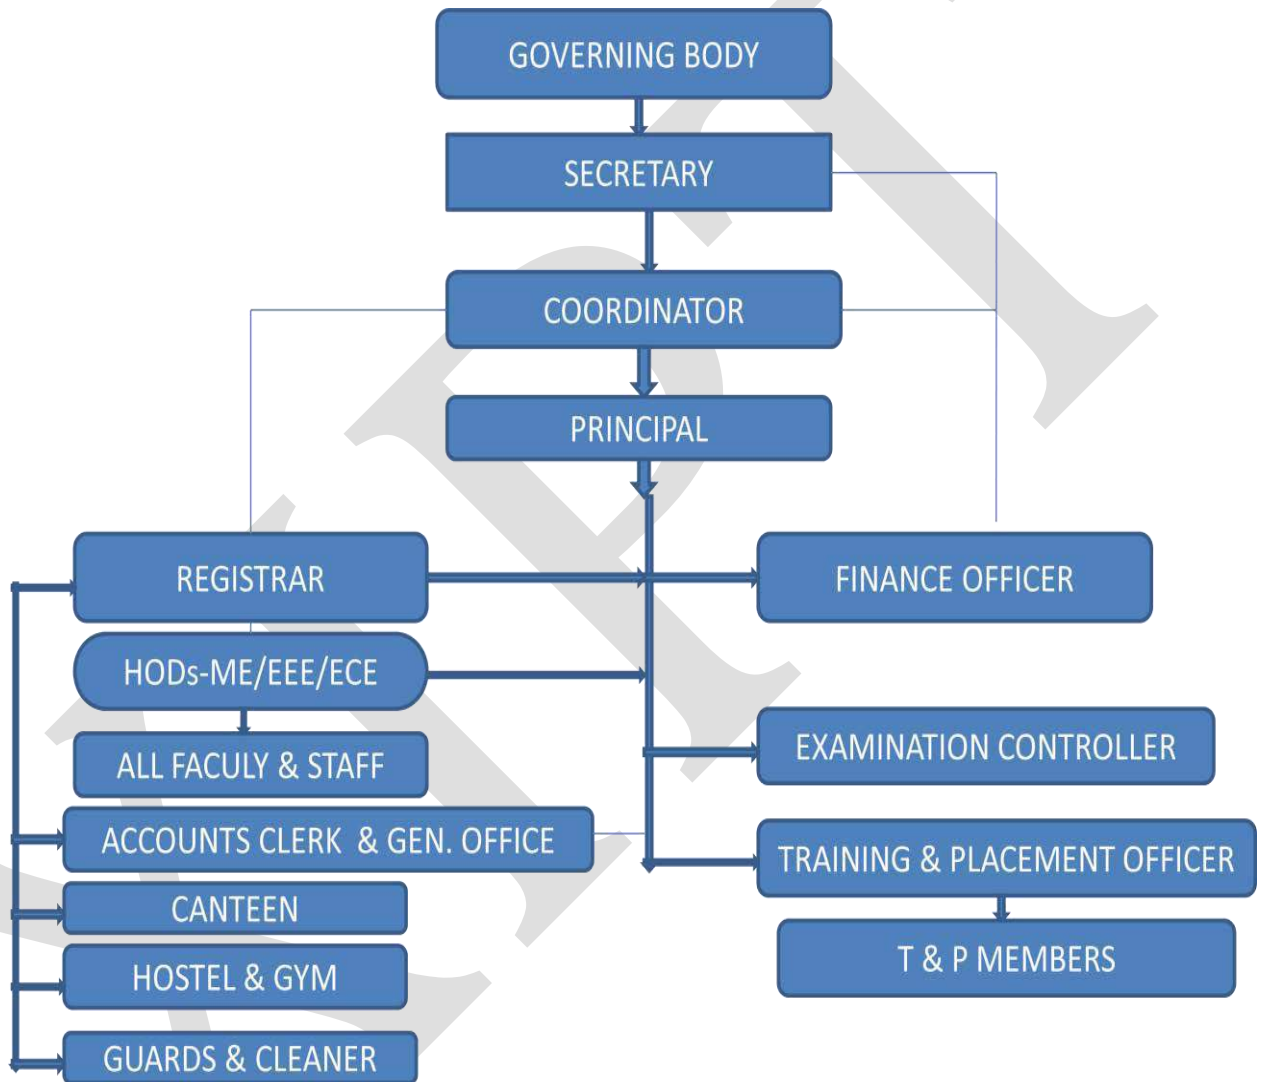 GOVERNING BODY
SECRETARY
COORDINATOR
PRINCIPAL
REGISTRAR
FINANCE OFFICER
HODs-ME/EEE/ECE
ALL FACULY & STAFF
EXAMINATION CONTROLLER
ACCOUNTS CLERK & GEN. OFFICE
TRAINING & PLACEMENT OFFICER
CANTEEN
T & P MEMBERS
HOSTEL & GYM
GUARDS & CLEANER